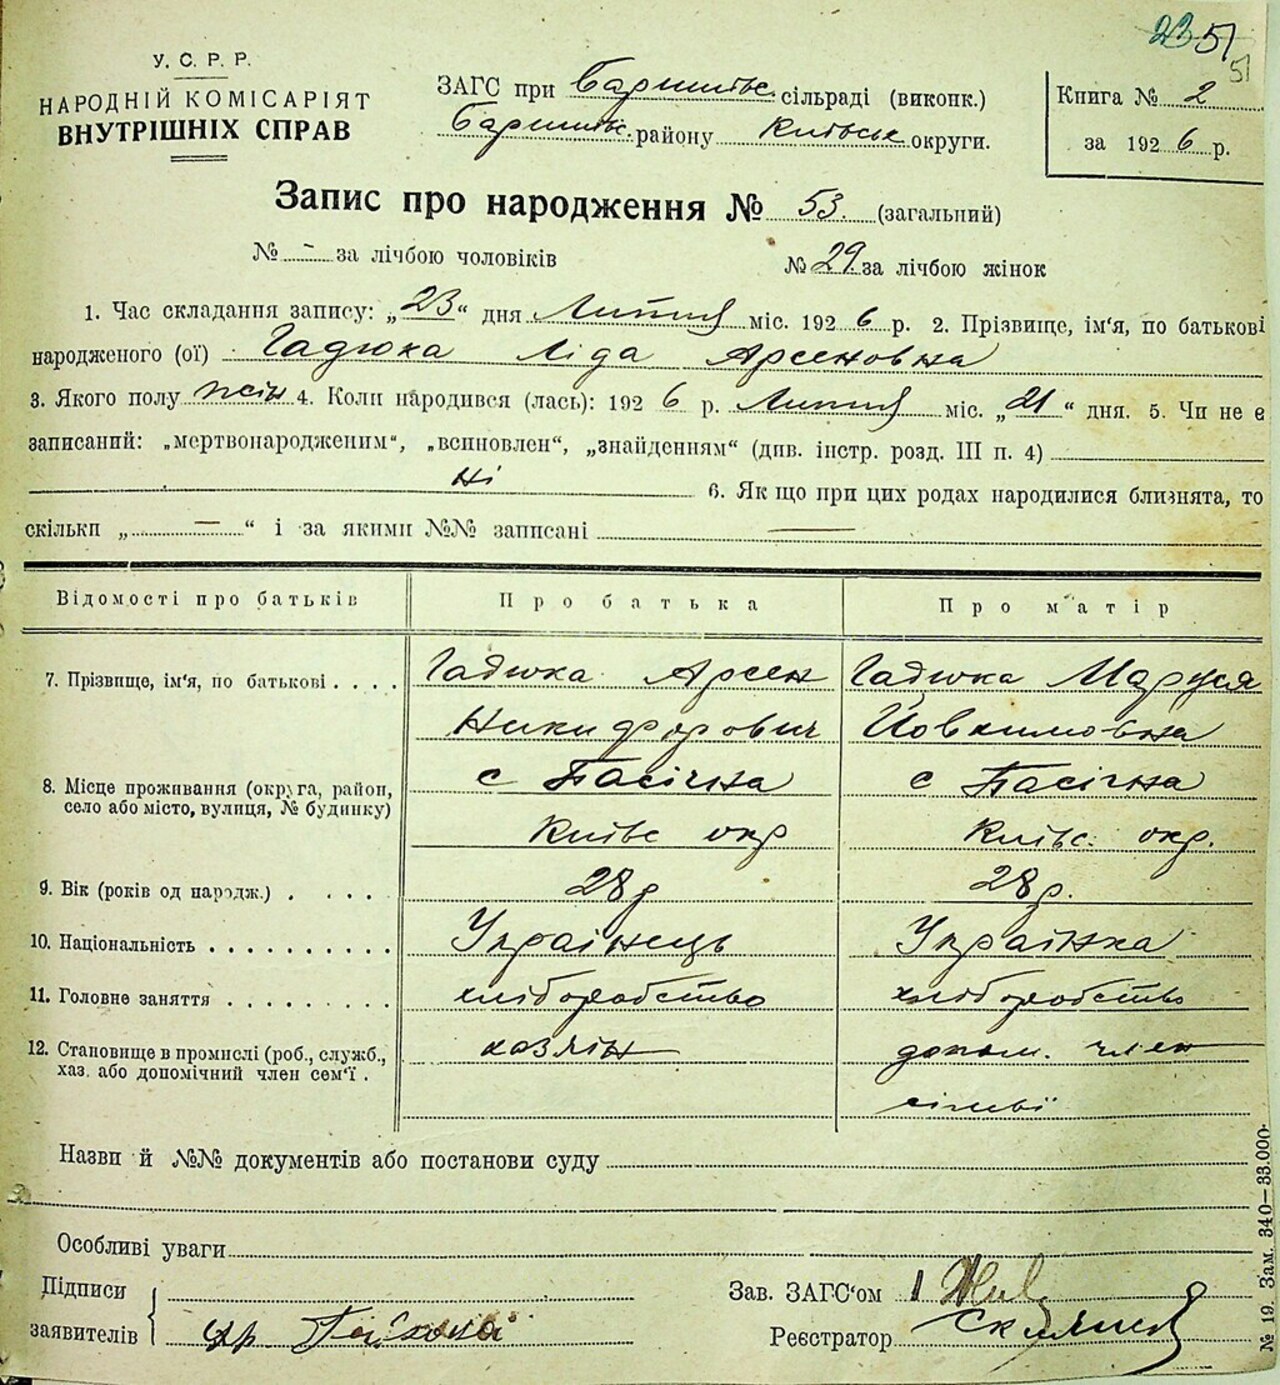 23 51
51
У. С. Р. Р.
НАРОДНІЙ КОМІСАРІЯТ
ВНУТРІШНІХ СПРАВ
ЗАГС при Баришівс. сільраді (виконк.)
Баришівс. району Київськ округи.
Книга № 2
за 1926 р.
Запис про народження № 53. (загальний)
№ - за лічбою чоловіків
№ 29 за лічбою жінок
1. Час складання запису: „23“ дня Липня міс. 1926 р. 2. Прізвище, ім'я, по батькові
народженого (ої) Гадюка Ліда Арсеновна
3. Якого полу жін 4. Коли народився (лась): 1926 р. Липня міс. „21“ дня. 5. Чи не є
записаний: „мертвонародженим“, „всиновлен“, „знайденням“ (див. інстр. розд. III п. 4)
ні 6. Як що при цих родах народилися близнята, то
скільки „—“ і за якими №№ записані —
Відомості про батьків Про батька Про матір
7. Прізвище, ім'я, по батькові . . . . Гадюка Арсен Гадюка Маруся
Никифорович Йовкимовна
8. Місце проживання (округа, район, с Пасічна с Пасічна
село або місто, вулиця, № будинку)
Київс окр Київс. окр.
9. Вік (років од народж.) . . . . 28 р 28 р.
10. Національність . . . . . . . . . . Українець Українка
11. Головне заняття . . . . . . . . . хліборобство хліборобство
12. Становище в промислі (роб., служб., хозяїн допом. член
хаз. або допомічний член сем'ї .
сімьї
Назви й №№ документів або постанови суду
Особливі уваги
Підписи
заявителів
Зав. ЗАГС'ом
Реєстратор
№ 19. Зам. 340—33.000.